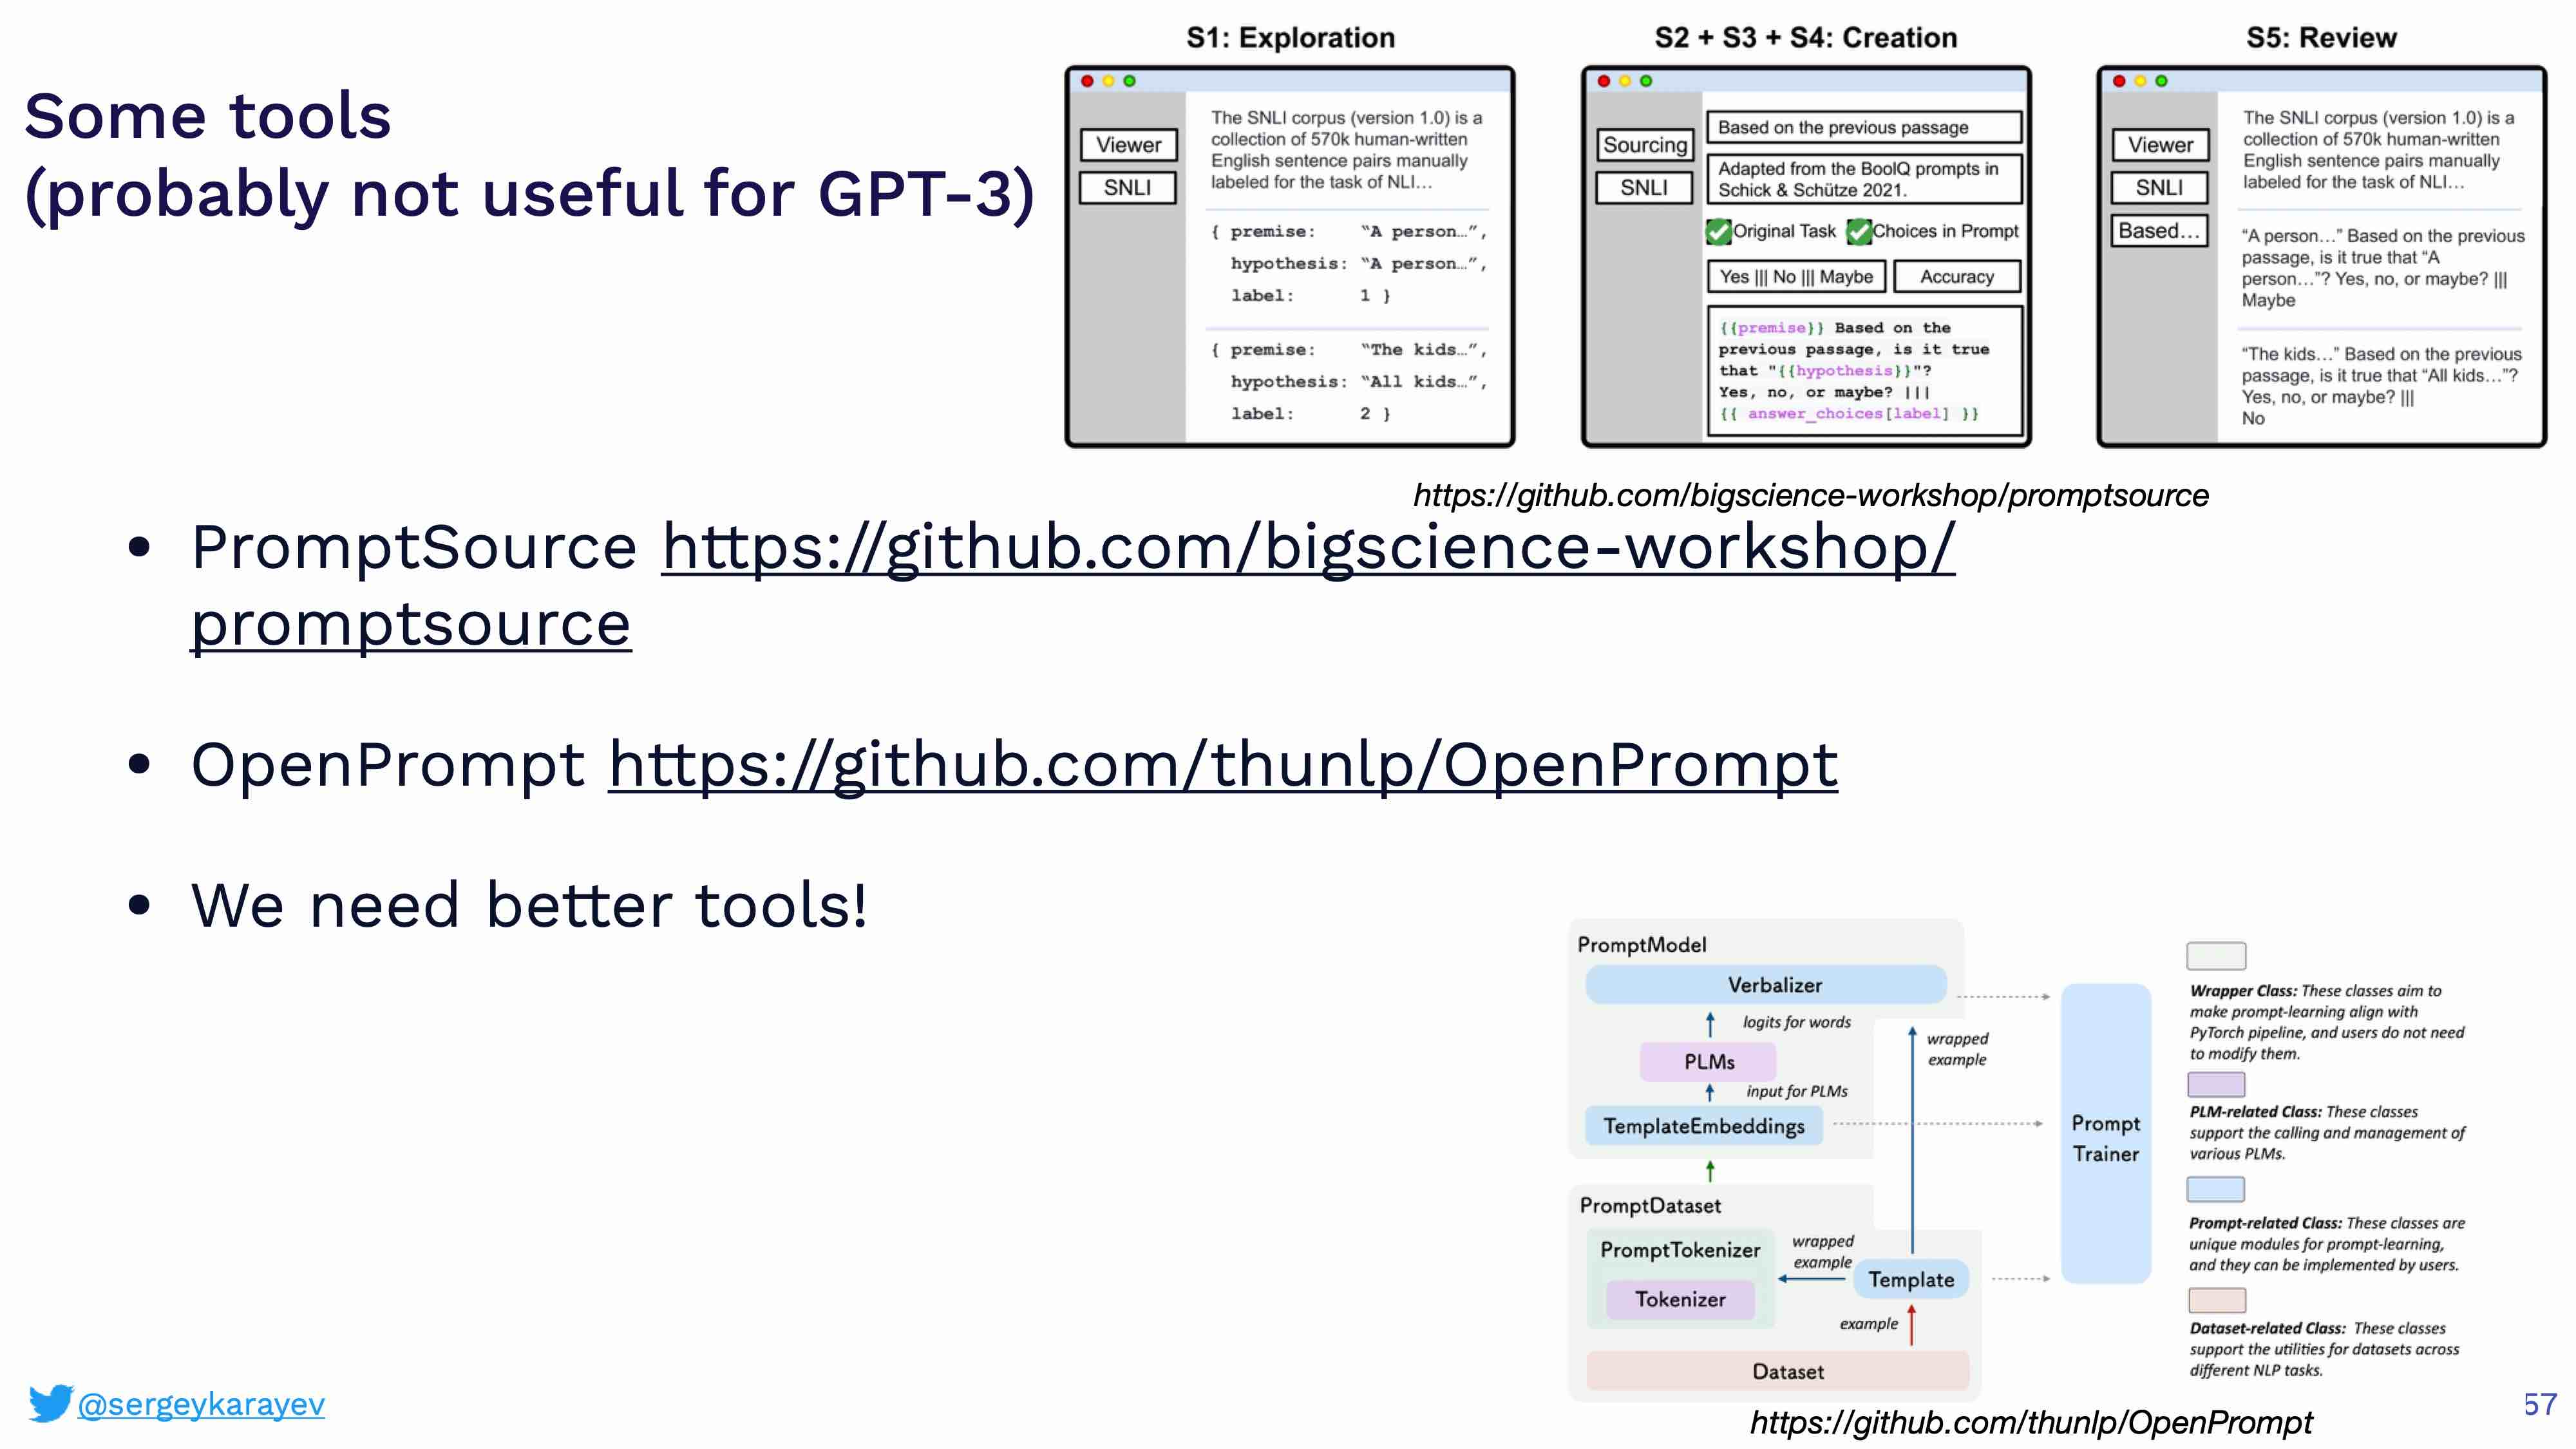 Some tools
(probably not useful for GPT-3)
S1: Exploration
Viewer
SNLI
The SNLI corpus (version 1.0) is a
collection of 570k human-written
English sentence pairs manually
labeled for the task of NLI…
{ premise: “A person…”,
hypothesis: “A person…”,
label: 1 }
{ premise: “The kids…”,
hypothesis: “All kids…”,
label: 2 }
S2 + S3 + S4: Creation
Sourcing
SNLI
Based on the previous passage
Adapted from the BoolQ prompts in
Schick & Schütze 2021.
Original Task Choices in Prompt
Yes ||| No ||| Maybe Accuracy
{{premise}} Based on the
previous passage, is it true
that "{{hypothesis}}"?
Yes, no, or maybe? |||
{{ answer_choices[label] }}
S5: Review
Viewer
SNLI
Based…
The SNLI corpus (version 1.0) is a
collection of 570k human-written
English sentence pairs manually
labeled for the task of NLI…
“A person…” Based on the previous
passage, is it true that “A
person…”? Yes, no, or maybe? |||
Maybe
“The kids…” Based on the previous
passage, is it true that “All kids…”?
Yes, no, or maybe? |||
No
https://github.com/bigscience-workshop/promptsource
• PromptSource https://github.com/bigscience-workshop/
promptsource
• OpenPrompt https://github.com/thunlp/OpenPrompt
• We need better tools!
PromptModel
Verbalizer
logits for words
PLMs
input for PLMs
TemplateEmbeddings
wrapped
example
PromptDataset
PromptTokenizer
Tokenizer
wrapped
example
Template
example
Dataset
Prompt
Trainer
Wrapper Class: These classes aim to
make prompt-learning align with
PyTorch pipeline, and users do not need
to modify them.
PLM-related Class: These classes
support the calling and management of
various PLMs.
Prompt-related Class: These classes are
unique modules for prompt-learning,
and they can be implemented by users.
Dataset-related Class: These classes
support the utilities for datasets across
different NLP tasks.
https://github.com/thunlp/OpenPrompt
@sergeykarayev
57